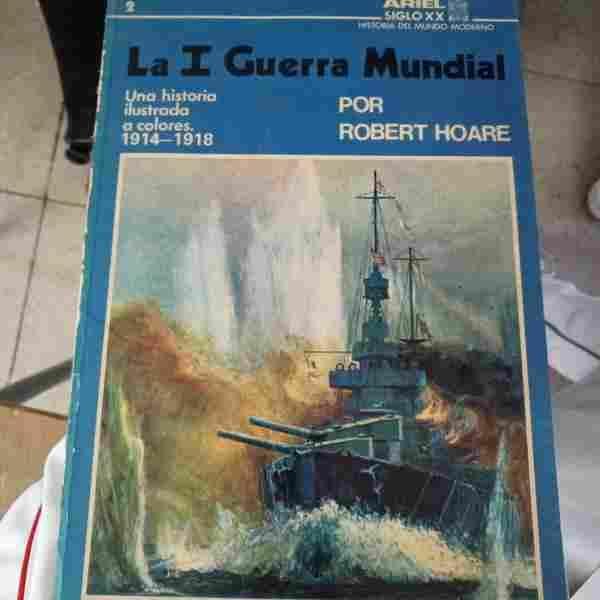 2
ARIEL
SIGLO XX
HISTORIA DEL MUNDO MODERNO
La I Guerra Mundial
Una historia
ilustrada
a colores.
1914-1918
POR
ROBERT HOARE